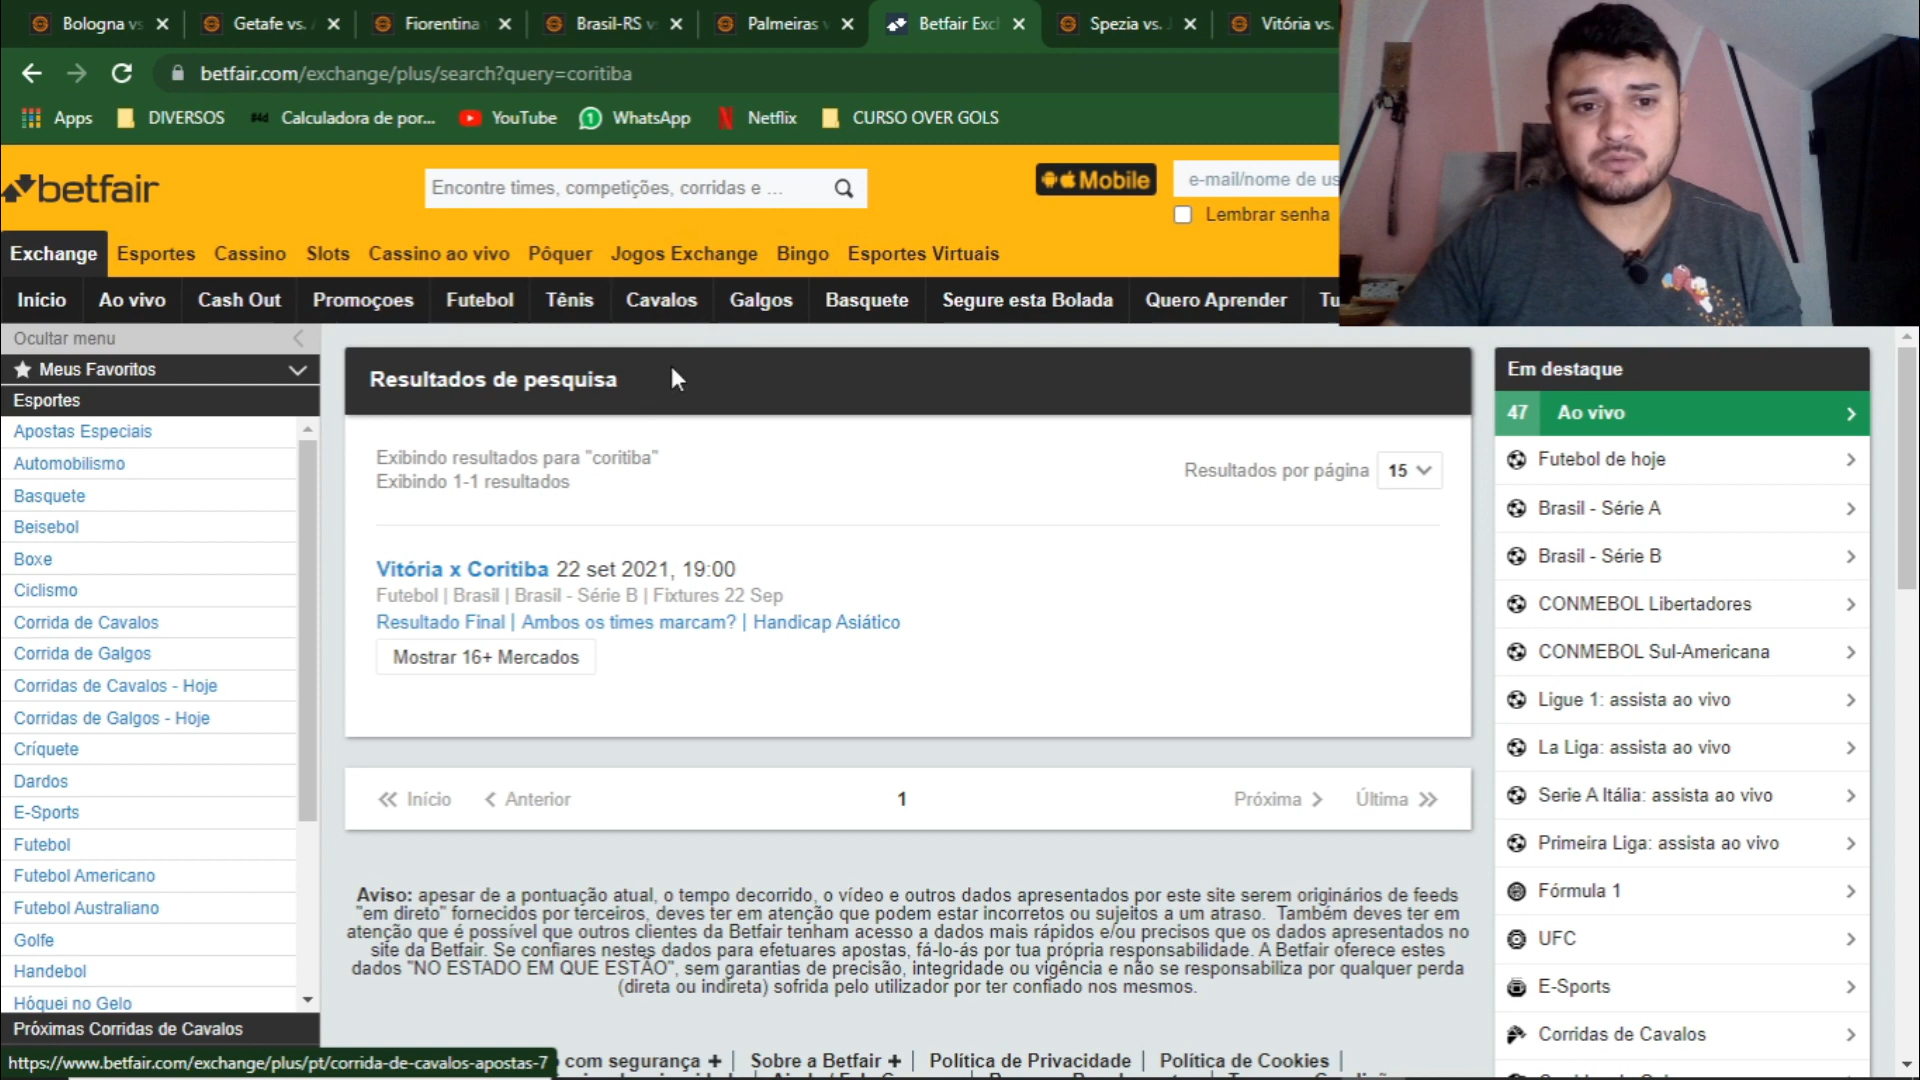 Bologna vs
Getafe vs.
Fiorentina
Brasil-RS v
Palmeiras
Betfair Exc
Spezia vs.
Vitória vs.
betfair.com/exchange/plus/search?query=coritiba
Apps
DIVERSOS
Calculadora de por...
YouTube
WhatsApp
Netflix
CURSO OVER GOLS
betfair
Encontre times, competições, corridas e ...
Mobile
e-mail/nome de us
Lembrar senha
Exchange
Esportes
Cassino
Slots
Cassino ao vivo
Pôquer
Jogos Exchange
Bingo
Esportes Virtuais
Início
Ao vivo
Cash Out
Promoçoes
Futebol
Tênis
Cavalos
Galgos
Basquete
Segure esta Bolada
Quero Aprender
Tu
Ocultar menu
Meus Favoritos
Esportes
Apostas Especiais
Automobilismo
Basquete
Beisebol
Boxe
Ciclismo
Corrida de Cavalos
Corrida de Galgos
Corridas de Cavalos - Hoje
Corridas de Galgos - Hoje
Críquete
Dardos
E-Sports
Futebol
Futebol Americano
Futebol Australiano
Golfe
Handebol
Hóquei no Gelo
Próximas Corridas de Cavalos
https://www.betfair.com/exchange/plus/pt/corrida-de-cavalos-apostas-7
Resultados de pesquisa
Exibindo resultados para "coritiba"
Exibindo 1-1 resultados
Resultados por página 15
Vitória x Coritiba 22 set 2021, 19:00
Futebol | Brasil | Brasil - Série B | Fixtures 22 Sep
Resultado Final | Ambos os times marcam? | Handicap Asiático
Mostrar 16+ Mercados
Início
Anterior
1
Próxima
Última
Aviso: apesar de a pontuação atual, o tempo decorrido, o vídeo e outros dados apresentados por este site serem originários de feeds
"em direto" fornecidos por terceiros, deves ter em atenção que podem estar incorretos ou sujeitos a um atraso. Também deves ter em
atenção que é possível que outros clientes da Betfair tenham acesso a dados mais rápidos e/ou precisos que os dados apresentados no
site da Betfair. Se confiares nestes dados para efetuares apostas, fá-lo-ás por tua própria responsabilidade. A Betfair oferece estes
dados "NO ESTADO EM QUE ESTÃO", sem garantias de precisão, integridade ou vigência e não se responsabiliza por qualquer perda
(direta ou indireta) sofrida pelo utilizador por ter confiado nos mesmos.
com segurança + | Sobre a Betfair + | Política de Privacidade | Política de Cookies |
Em destaque
47 Ao vivo
Futebol de hoje
Brasil - Série A
Brasil - Série B
CONMEBOL Libertadores
CONMEBOL Sul-Americana
Ligue 1: assista ao vivo
La Liga: assista ao vivo
Serie A Itália: assista ao vivo
Primeira Liga: assista ao vivo
Fórmula 1
UFC
E-Sports
Corridas de Cavalos